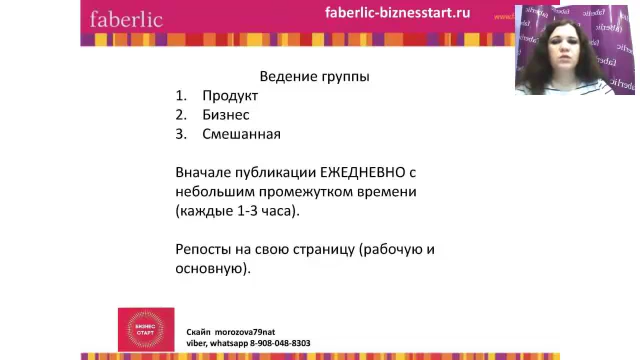 faberlic
faberlic-biznesstart.ru
Ведение группы
1. Продукт
2. Бизнес
3. Смешанная
Вначале публикации ЕЖЕДНЕВНО с
небольшим промежутком времени
(каждые 1-3 часа).
Репосты на свою страницу (рабочую и
основную).
БИЗНЕС
СТАРТ
Скайп morozova79nat
viber, whatsapp 8-908-048-8303